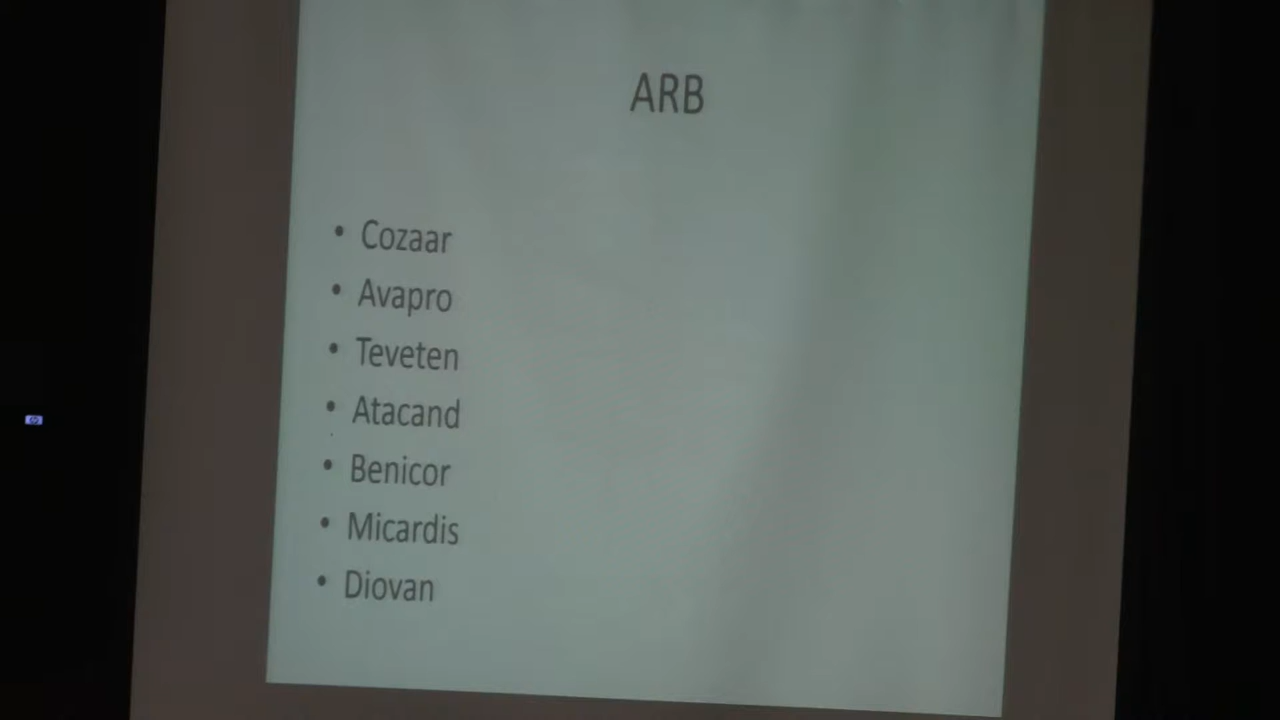 ARB
• Cozaar
• Avapro
• Teveten
• Atacand
• Benicor
• Micardis
• Diovan